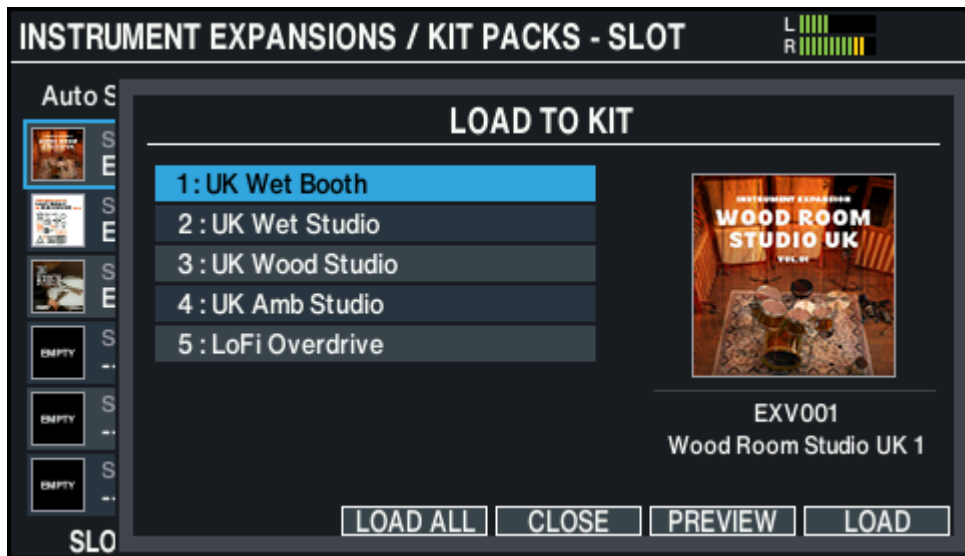 INSTRUMENT EXPANSIONS / KIT PACKS - SLOT
L
R
Auto S
LOAD TO KIT
S
E
1 : UK Wet Booth
2 : UK Wet Studio
3 : UK Wood Studio
4 : UK Amb Studio
5 : LoFi Overdrive
S
E
S
E
EMPTY
S
--
EMPTY
S
--
EMPTY
S
--
INSTRUMENT EXPANSION
WOOD ROOM
STUDIO UK
VOL. 01
EXV001
Wood Room Studio UK 1
LOAD ALL
CLOSE
PREVIEW
LOAD
SLO